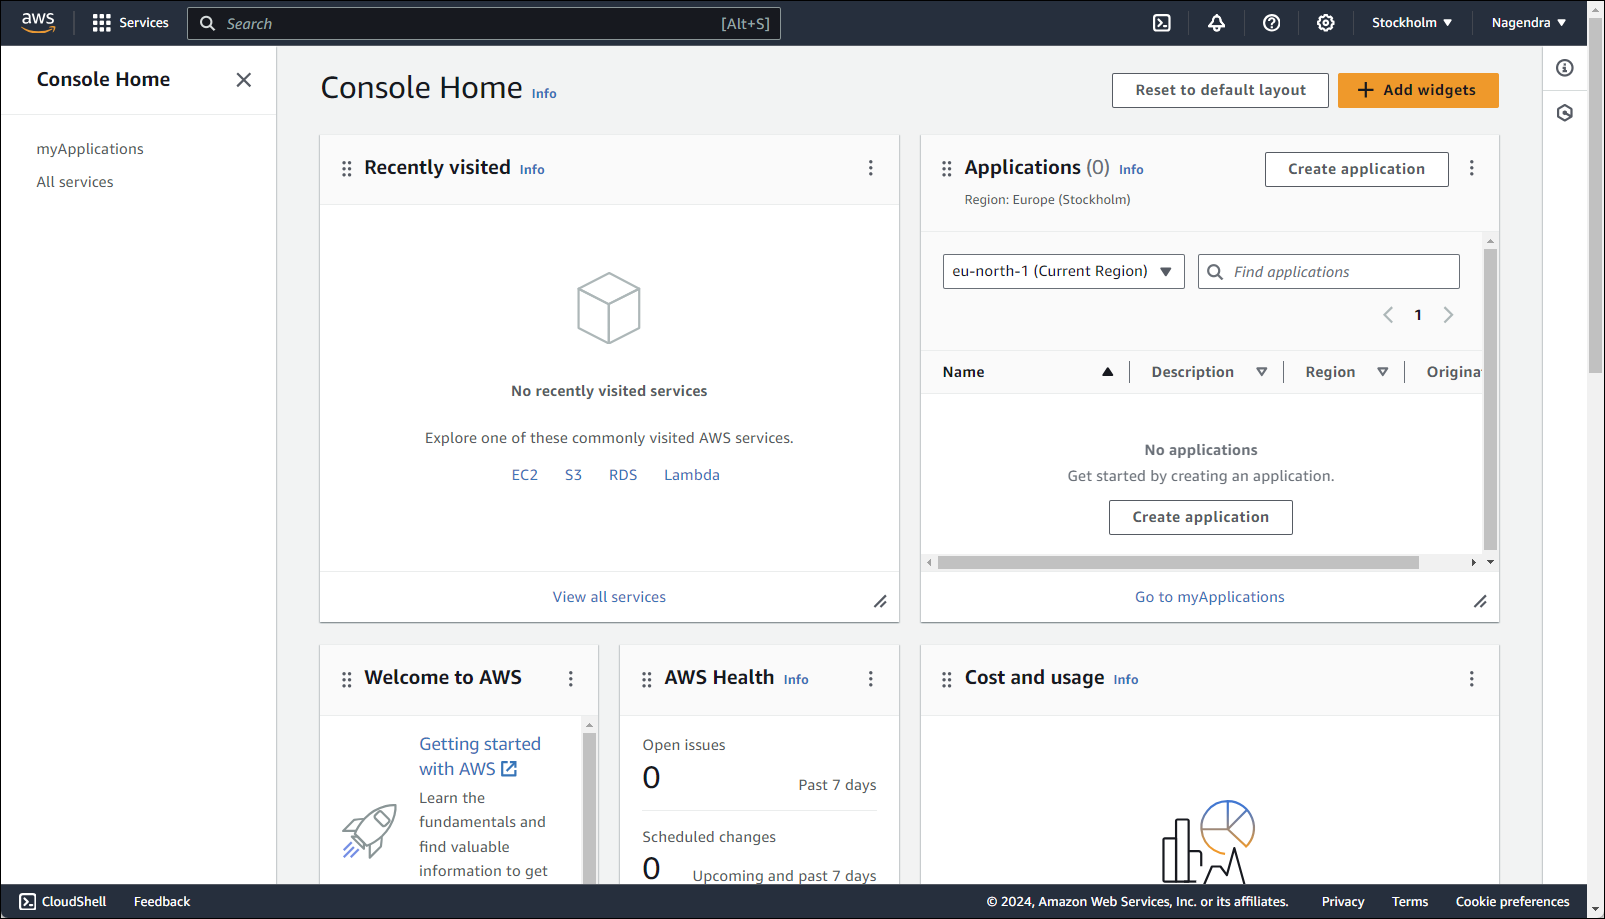 aws
Services
Search
[Alt+S]
Stockholm
Nagendra
Console Home
myApplications
All services
Console Home Info
Reset to default layout
Add widgets
Recently visited Info
No recently visited services
Explore one of these commonly visited AWS services.
EC2 S3 RDS Lambda
View all services
Applications (0) Info
Create application
Region: Europe (Stockholm)
eu-north-1 (Current Region)
Find applications
1
Name Description Region Origina
No applications
Get started by creating an application.
Create application
Go to myApplications
Welcome to AWS
Getting started
with AWS
Learn the
fundamentals and
find valuable
information to get
AWS Health Info
Open issues
0
Past 7 days
Scheduled changes
0
Upcoming and past 7 days
Cost and usage Info
CloudShell
Feedback
© 2024, Amazon Web Services, Inc. or its affiliates.
Privacy
Terms
Cookie preferences